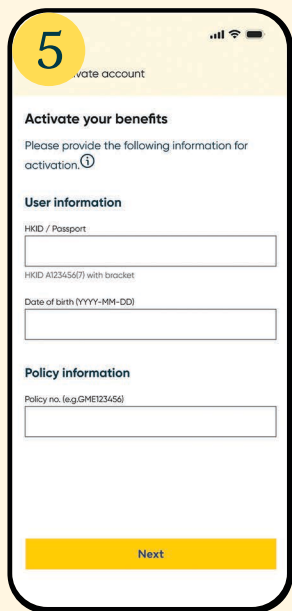 5
vate account
Activate your benefits
Please provide the following information for
activation.
User information
HKID / Passport
HKID A123456(7) with bracket
Date of birth (YYYY-MM-DD)
Policy information
Policy no. (e.g.GME123456)
Next